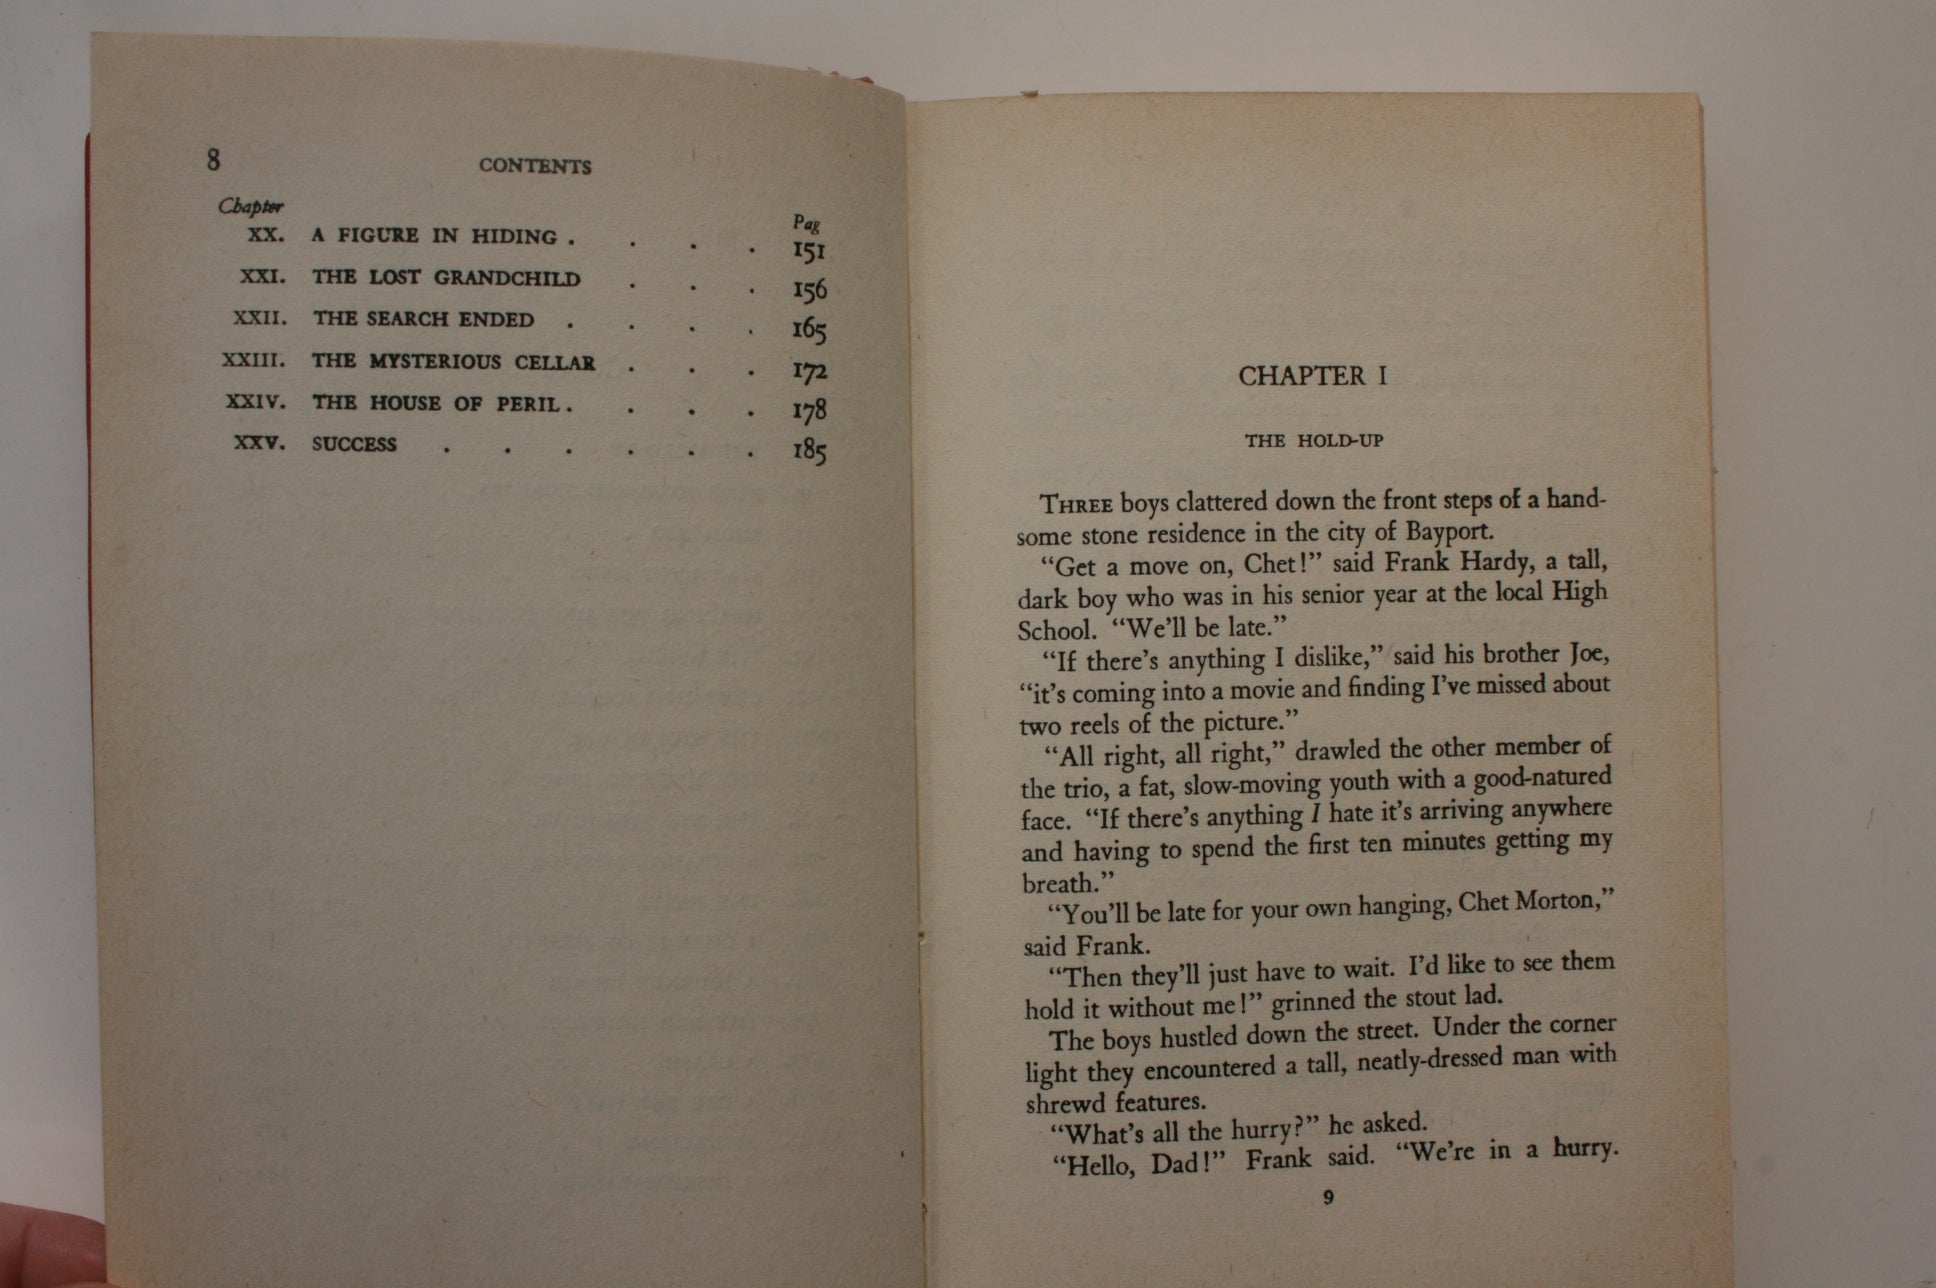 8 CONTENTS
Chapter Pag
XX. A FIGURE IN HIDING . . . . 151
XXI. THE LOST GRANDCHILD . . . 156
XXII. THE SEARCH ENDED . . . . 165
XXIII. THE MYSTERIOUS CELLAR . . . 172
XXIV. THE HOUSE OF PERIL . . . . 178
XXV. SUCCESS . . . . . . 185
CHAPTER I
THE HOLD-UP
THREE boys clattered down the front steps of a hand-
some stone residence in the city of Bayport.
“Get a move on, Chet!” said Frank Hardy, a tall,
dark boy who was in his senior year at the local High
School. “We’ll be late.”
“If there’s anything I dislike,” said his brother Joe,
“it’s coming into a movie and finding I’ve missed about
two reels of the picture.”
“All right, all right,” drawled the other member of
the trio, a fat, slow-moving youth with a good-natured
face. “If there’s anything I hate it’s arriving anywhere
and having to spend the first ten minutes getting my
breath.”
“You’ll be late for your own hanging, Chet Morton,”
said Frank.
“Then they’ll just have to wait. I’d like to see them
hold it without me!” grinned the stout lad.
The boys hustled down the street. Under the corner
light they encountered a tall, neatly-dressed man with
shrewd features.
“What’s all the hurry?” he asked.
“Hello, Dad!” Frank said. “We’re in a hurry.
9